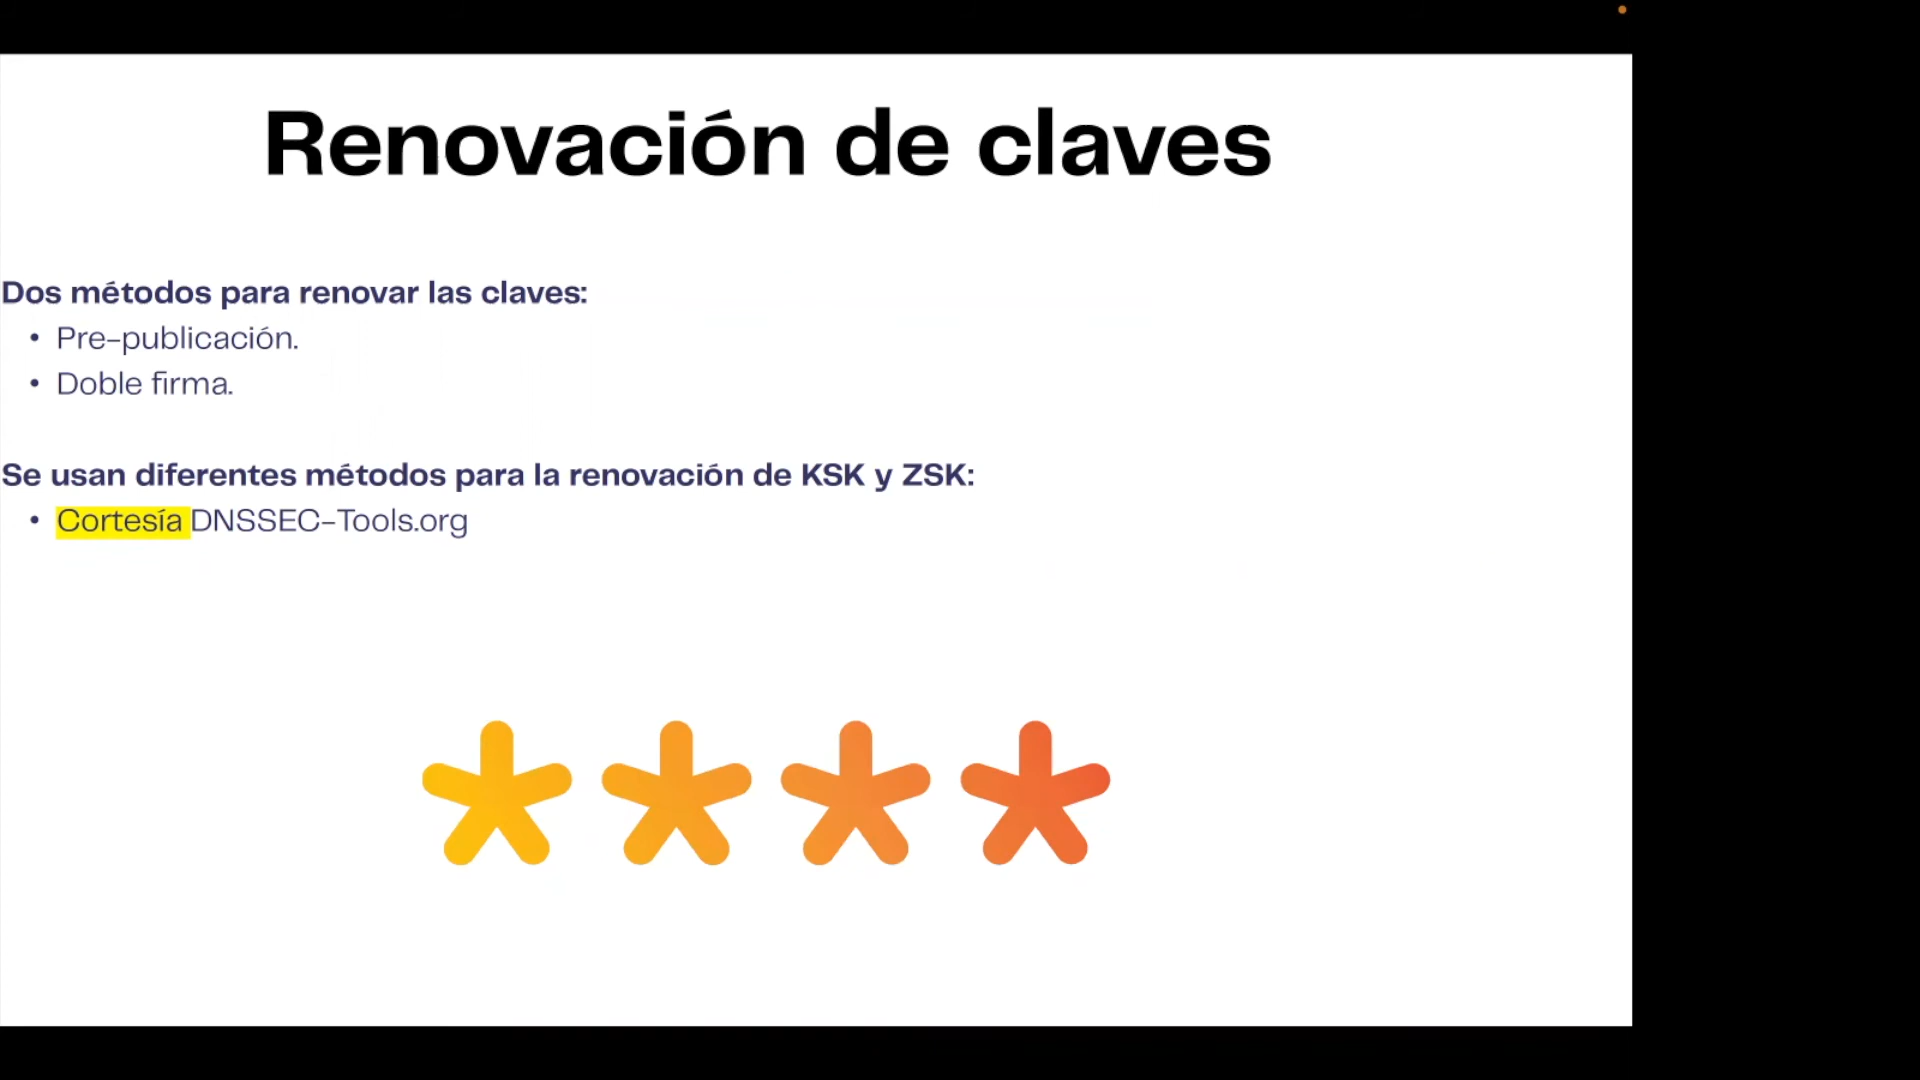 Renovación de claves
Dos métodos para renovar las claves:
• Pre-publicación.
• Doble firma.
Se usan diferentes métodos para la renovación de KSK y ZSK:
• Cortesía DNSSEC-Tools.org